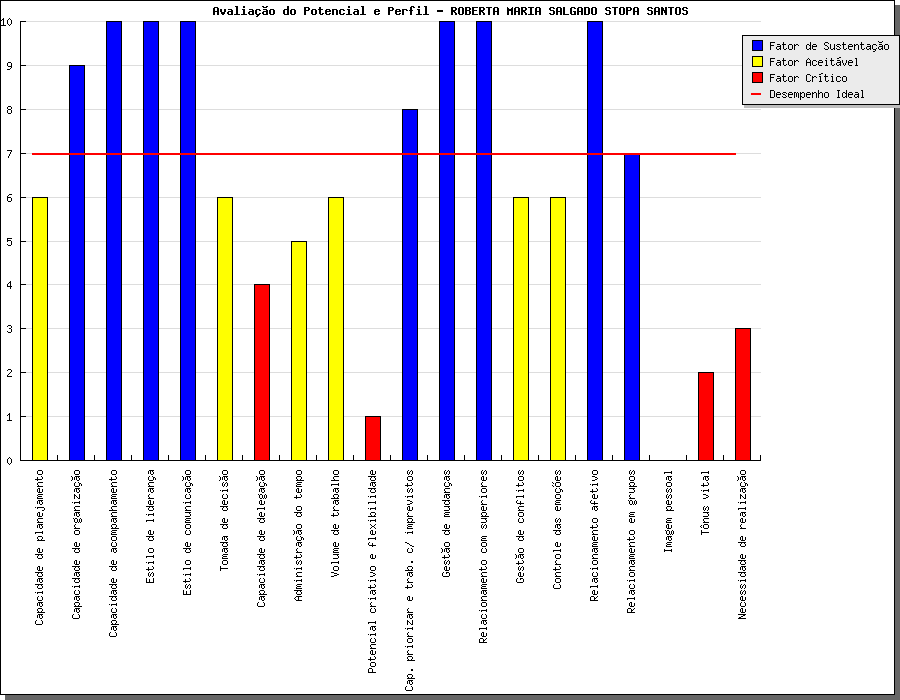 Avaliação do Potencial e Perfil - ROBERTA MARIA SALGADO STOPA SANTOS
Fator de Sustentação
Fator Aceitável
Fator Crítico
Desempenho Ideal
10
9
8
7
6
5
4
3
2
1
0
Capacidade de planejamento
Capacidade de organização
Capacidade de acompanhamento
Estilo de liderança
Estilo de comunicação
Tomada de decisão
Capacidade de delegação
Administração do tempo
Volume de trabalho
Potencial criativo e flexibilidade
Cap. priorizar e trab. c/ imprevistos
Gestão de mudanças
Relacionamento com superiores
Gestão de conflitos
Controle das emoções
Relacionamento afetivo
Relacionamento em grupos
Imagem pessoal
Tônus vital
Necessidade de realização